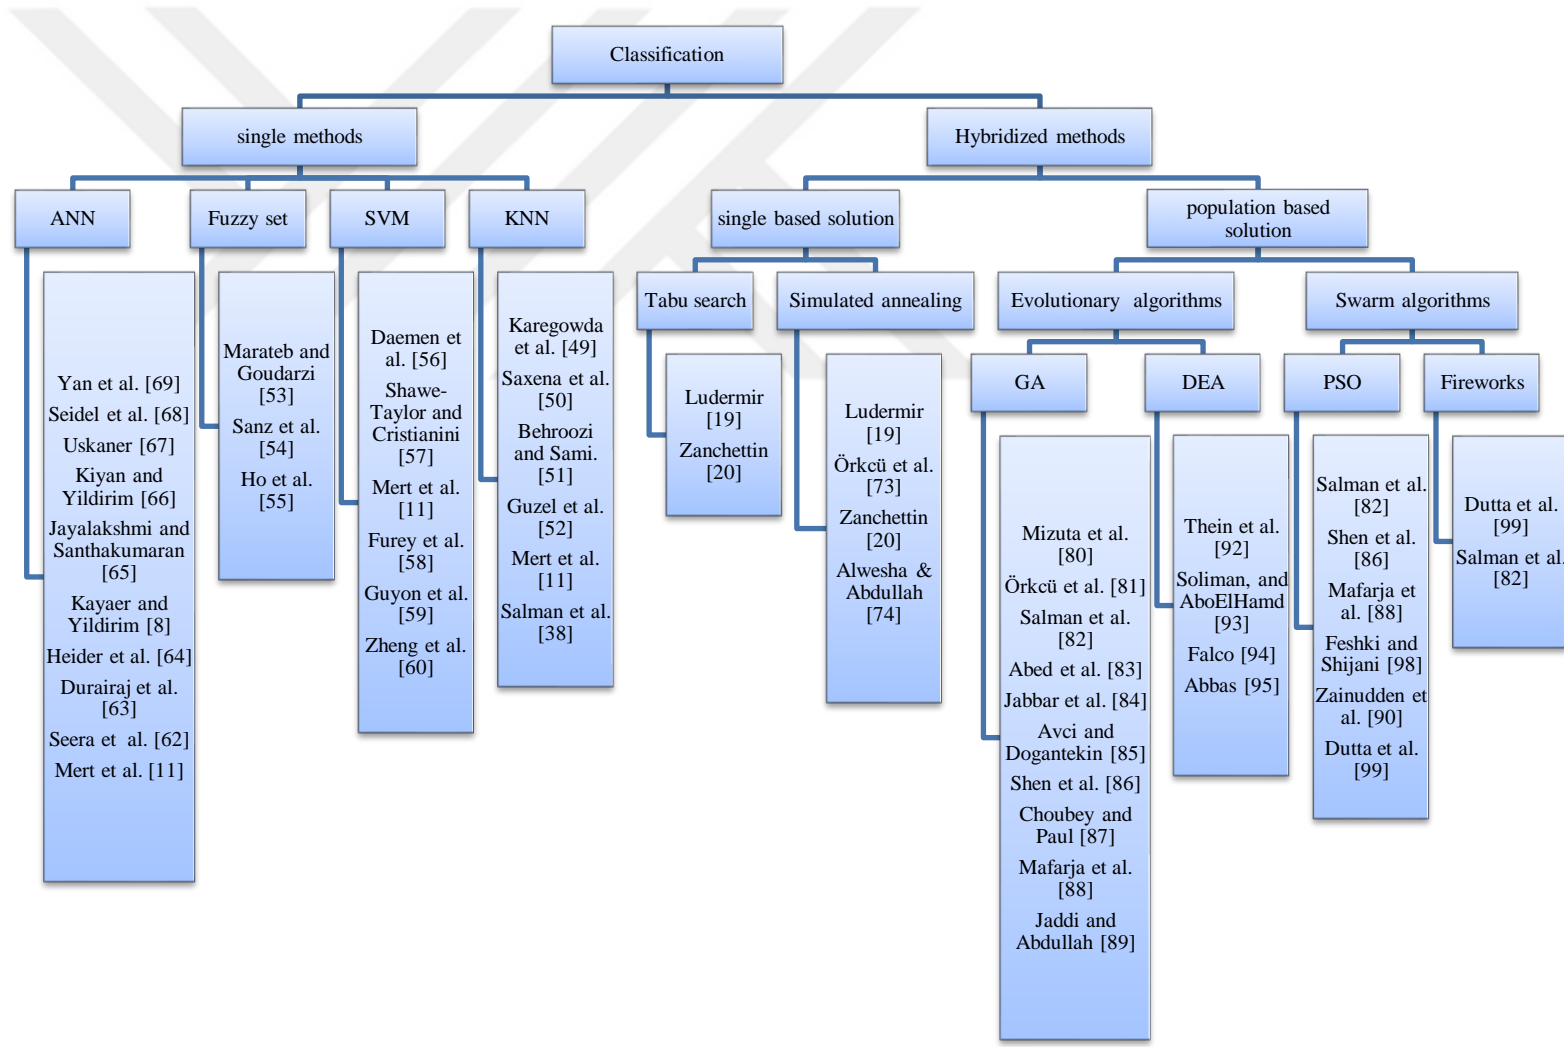 Classification
single methods
Hybridized methods
ANN
Fuzzy set
SVM
KNN
single based solution
population based
solution
Tabu search
Simulated annealing
Evolutionary algorithms
Swarm algorithms
GA
DEA
PSO
Fireworks
Yan et al. [69]
Seidel et al. [68]
Uskaner [67]
Kiyan and
Yildirim [66]
Jayalakshmi and
Santhakumaran
[65]
Kayaer and
Yildirim [8]
Heider et al. [64]
Durairaj et al.
[63]
Seera et al. [62]
Mert et al. [11]
Marateb and
Goudarzi
[53]
Sanz et al.
[54]
Ho et al.
[55]
Daemen et
al. [56]
Shawe-
Taylor and
Cristianini
[57]
Mert et al.
[11]
Furey et al.
[58]
Guyon et al.
[59]
Zheng et al.
[60]
Karegowda
et al. [49]
Saxena et al.
[50]
Behroozi
and Sami.
[51]
Guzel et al.
[52]
Mert et al.
[11]
Salman et al.
[38]
Ludermir
[19]
Zanchettin
[20]
Ludermir
[19]
Örkcü et al.
[73]
Zanchettin
[20]
Alwesha &
Abdullah
[74]
Mizuta et al.
[80]
Örkcü et al. [81]
Salman et al.
[82]
Abed et al. [83]
Jabbar et al. [84]
Avci and
Dogantekin [85]
Shen et al. [86]
Choubey and
Paul [87]
Mafarja et al.
[88]
Jaddi and
Abdullah [89]
Thein et al.
[92]
Soliman, and
AboElHamd
[93]
Falco [94]
Abbas [95]
Salman et al.
[82]
Shen et al.
[86]
Mafarja et
al. [88]
Feshki and
Shijani [98]
Zainudden et
al. [90]
Dutta et al.
[99]
Dutta et al.
[99]
Salman et al.
[82]